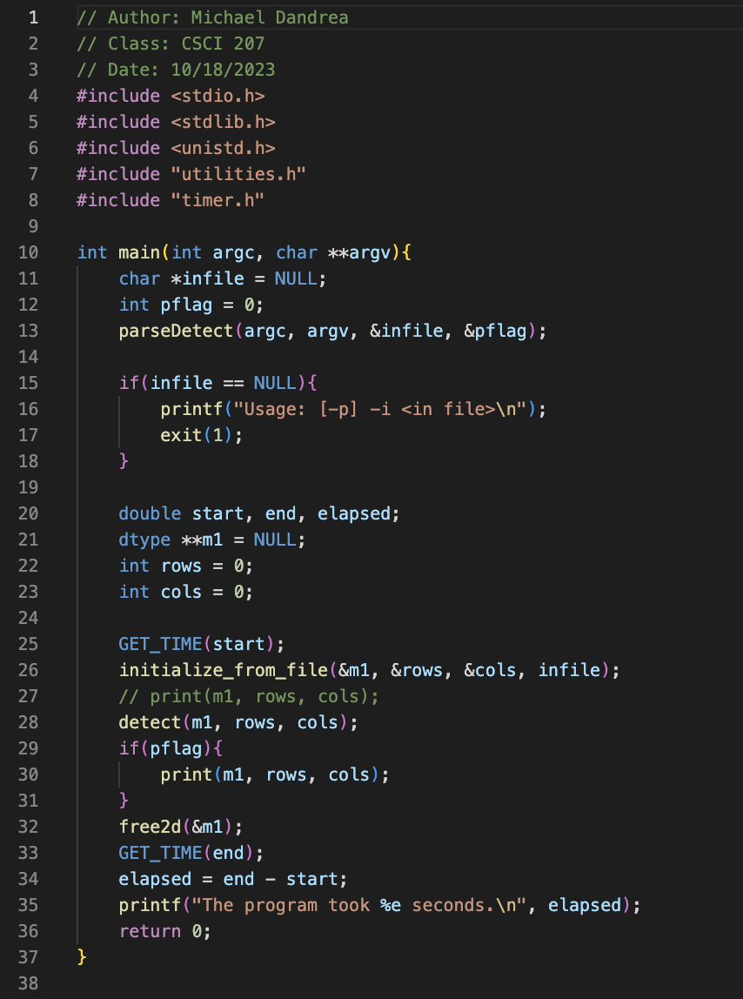 1 // Author: Michael Dandrea
2 // Class: CSCI 207
3 // Date: 10/18/2023
4 #include <stdio.h>
5 #include <stdlib.h>
6 #include <unistd.h>
7 #include "utilities.h"
8 #include "timer.h"
9
10 int main(int argc, char **argv){
11     char *infile = NULL;
12     int pflag = 0;
13     parseDetect(argc, argv, &infile, &pflag);
14
15     if(infile == NULL){
16         printf("Usage: [-p] -i <in file>\n");
17         exit(1);
18     }
19
20     double start, end, elapsed;
21     dtype **m1 = NULL;
22     int rows = 0;
23     int cols = 0;
24
25     GET_TIME(start);
26     initialize_from_file(&m1, &rows, &cols, infile);
27     // print(m1, rows, cols);
28     detect(m1, rows, cols);
29     if(pflag){
30         print(m1, rows, cols);
31     }
32     free2d(&m1);
33     GET_TIME(end);
34     elapsed = end - start;
35     printf("The program took %e seconds.\n", elapsed);
36     return 0;
37 }
38